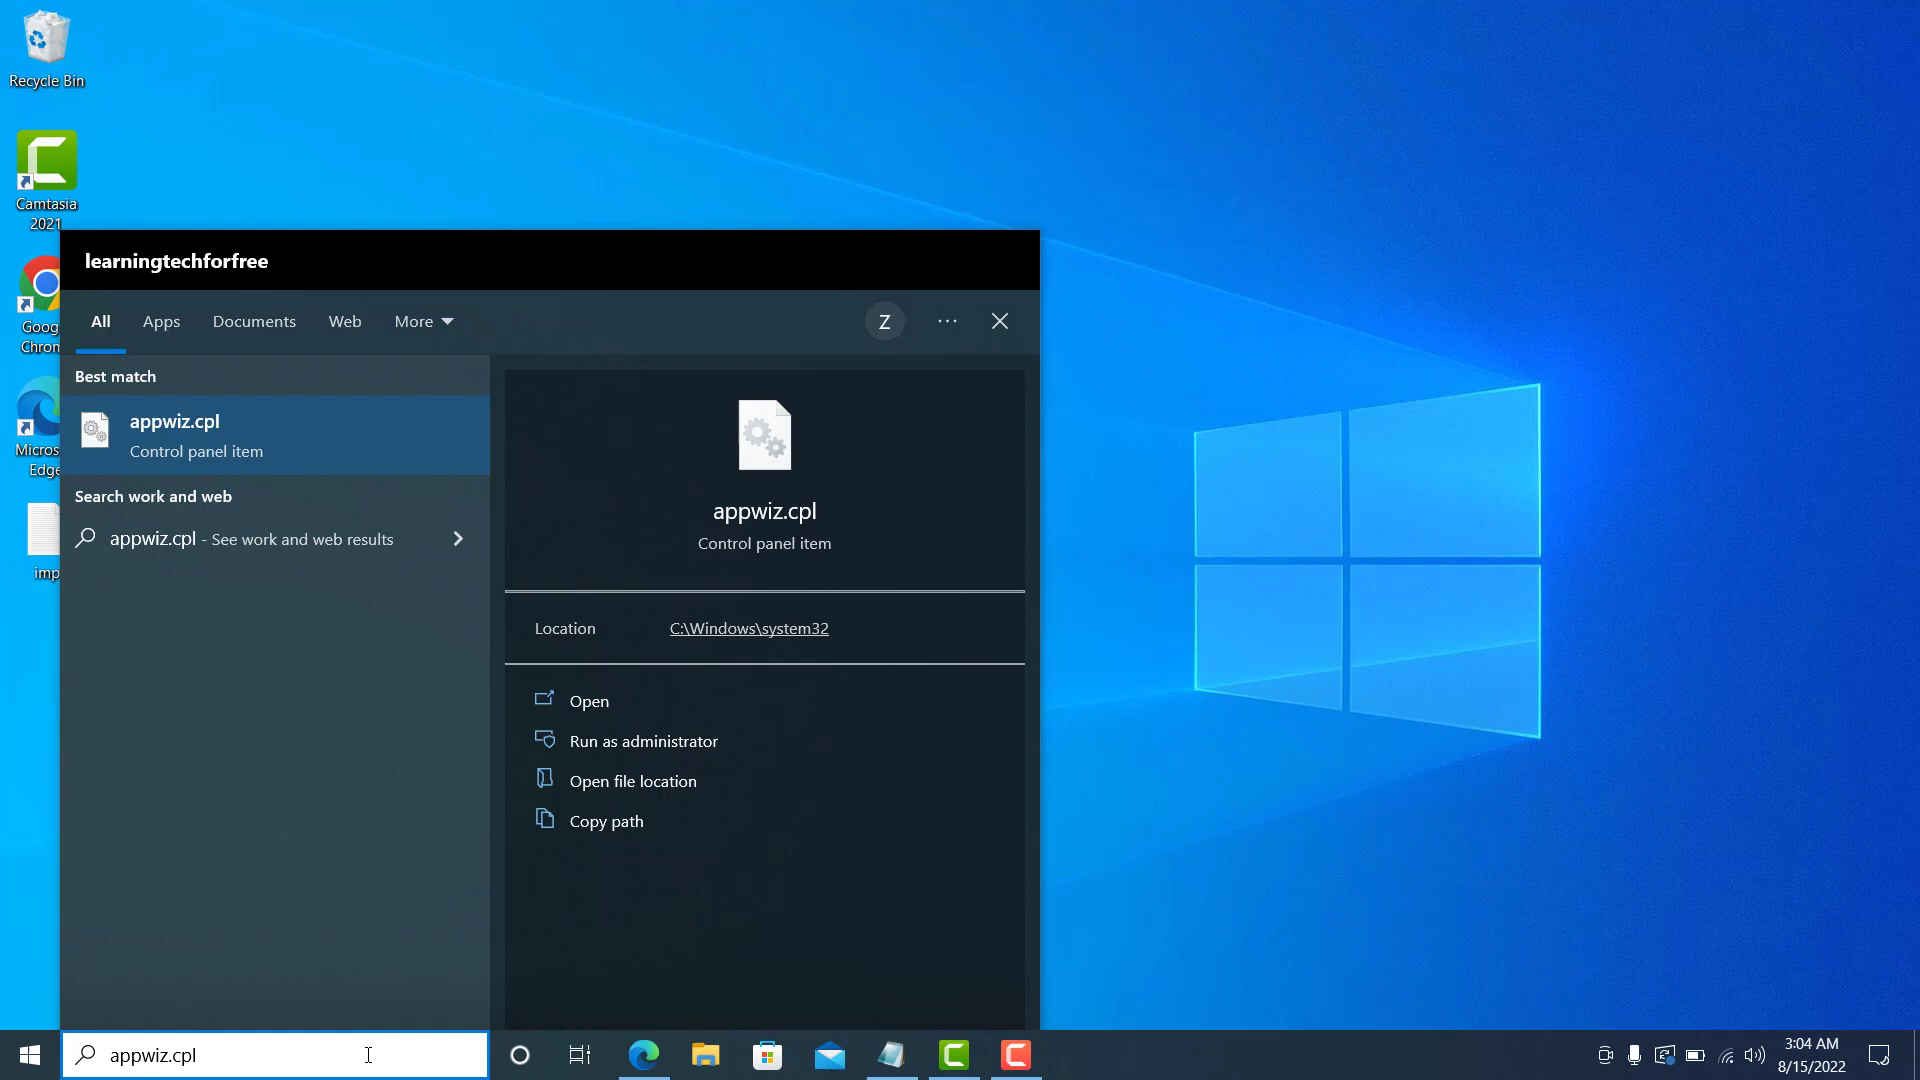 Recycle Bin
Camtasia
2021
Goog
Chrom
Micros
Edge
imp
learningtechforfree
All Apps Documents Web More Z
Best match
appwiz.cpl
Control panel item
Search work and web
appwiz.cpl - See work and web results
appwiz.cpl
Control panel item
Location C:\Windows\system32
Open
Run as administrator
Open file location
Copy path
appwiz.cpl
3:04 AM
8/15/2022